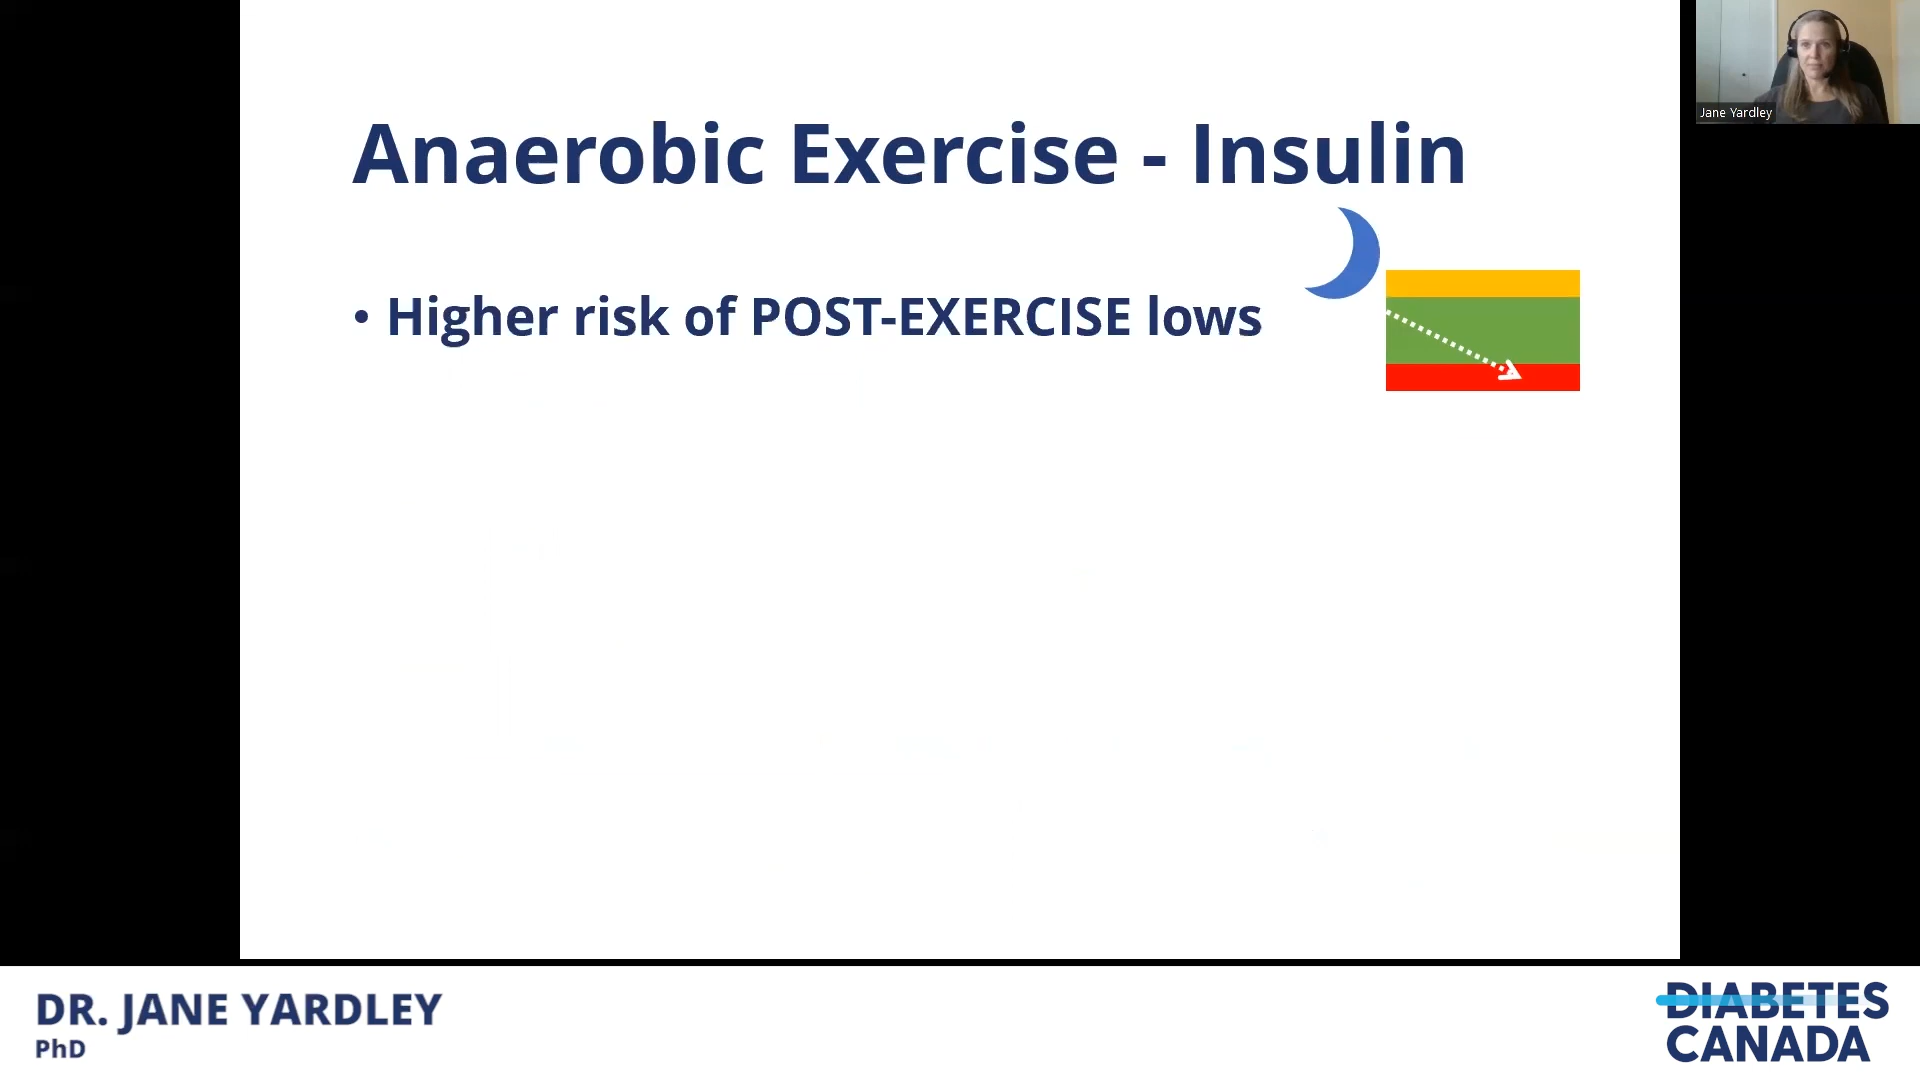 Anaerobic Exercise - Insulin
• Higher risk of POST-EXERCISE lows
Jane Yardley
DR. JANE YARDLEY
PhD
DIABETES
CANADA